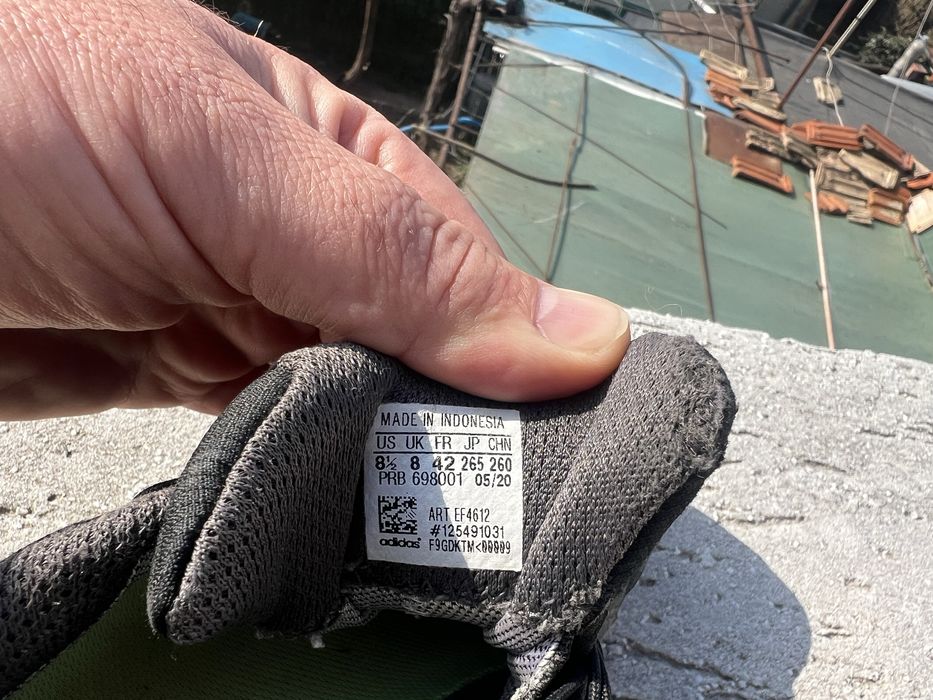 MADE IN INDONESIA
US UK FR JP CHN
8½ 8 42 265 260
PRB 698001 05/20
ART EF4612
#125491031
adidas F9GDKTM<00009